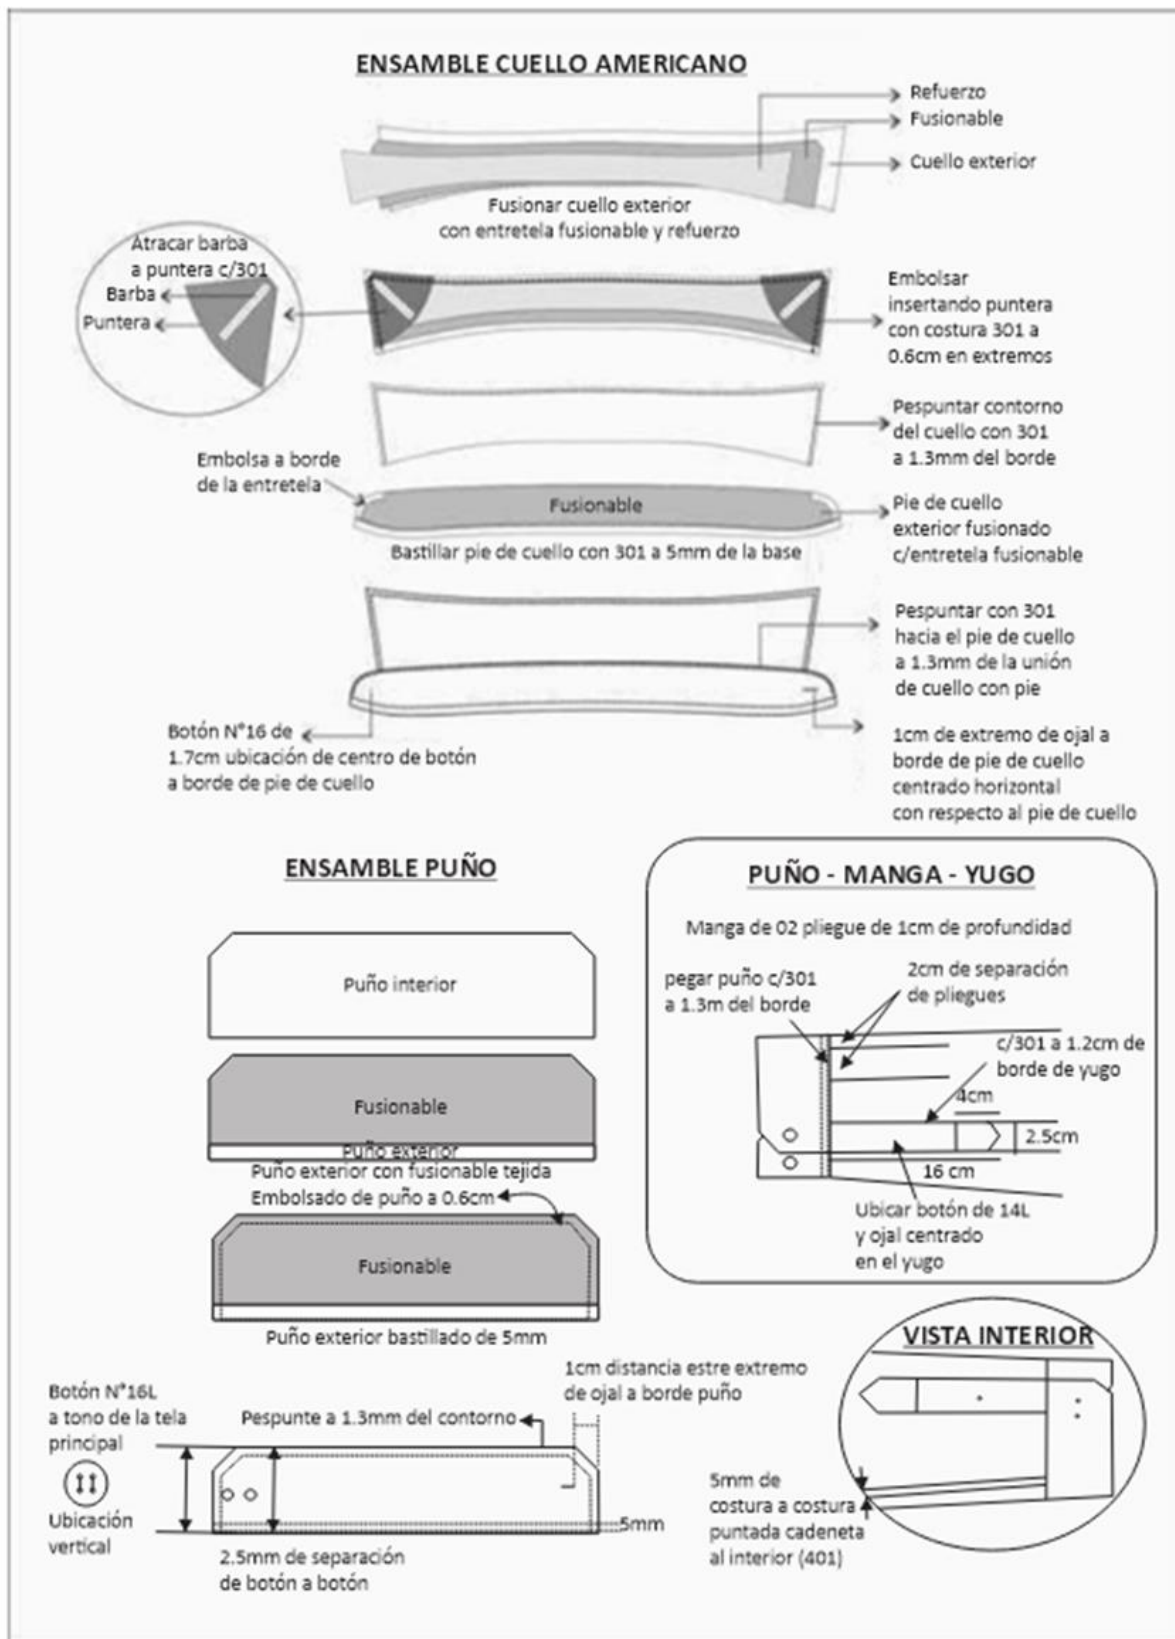 ENSAMBLE CUELLO AMERICANO
Refuerzo
Fusionable
Cuello exterior
Fusionar cuello exterior
con entretela fusionable y refuerzo
Atracar barba
a puntera c/301
Barba
Puntera
Embolsar
insertando puntera
con costura 301 a
0.6cm en extremos
Pespuntar contorno
del cuello con 301
a 1.3mm del borde
Embolsa a borde
de la entretela
Fusionable
Pie de cuello
exterior fusionado
c/entretela fusionable
Bastillar pie de cuello con 301 a 5mm de la base
Pespuntar con 301
hacia el pie de cuello
a 1.3mm de la unión
de cuello con pie
Botón N°16 de
1.7cm ubicación de centro de botón
a borde de pie de cuello
1cm de extremo de ojal a
borde de pie de cuello
centrado horizontal
con respecto al pie de cuello
ENSAMBLE PUÑO
Puño interior
Fusionable
Puño exterior
Puño exterior con fusionable tejida
Embolsado de puño a 0.6cm
Fusionable
Puño exterior bastillado de 5mm
PUÑO - MANGA - YUGO
Manga de 02 pliegue de 1cm de profundidad
pegar puño c/301
a 1.3m del borde
2cm de separación
de pliegues
c/301 a 1.2cm de
borde de yugo
4cm
2.5cm
16 cm
Ubicar botón de 14L
y ojal centrado
en el yugo
1cm distancia estre extremo
de ojal a borde puño
Botón N°16L
a tono de la tela
principal
Pespunte a 1.3mm del contorno
Ubicación
vertical
5mm
2.5mm de separación
de botón a botón
VISTA INTERIOR
5mm de
costura a costura
puntada cadeneta
al interior (401)